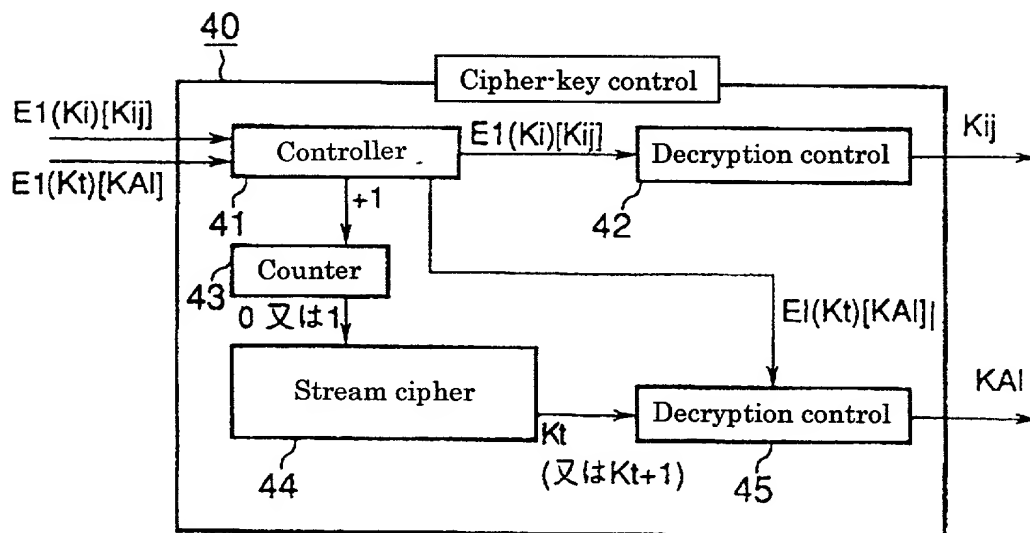 40
Cipher-key control
E1(Ki)[Kij]
E1(Kt)[KAl]
Controller
E1(Ki)[Kij]
Decryption control
Kij
41
+1
42
43
Counter
0 又は1
El(Kt)[KAl]
Stream cipher
Kt
(又はKt+1)
Decryption control
KAl
44
45